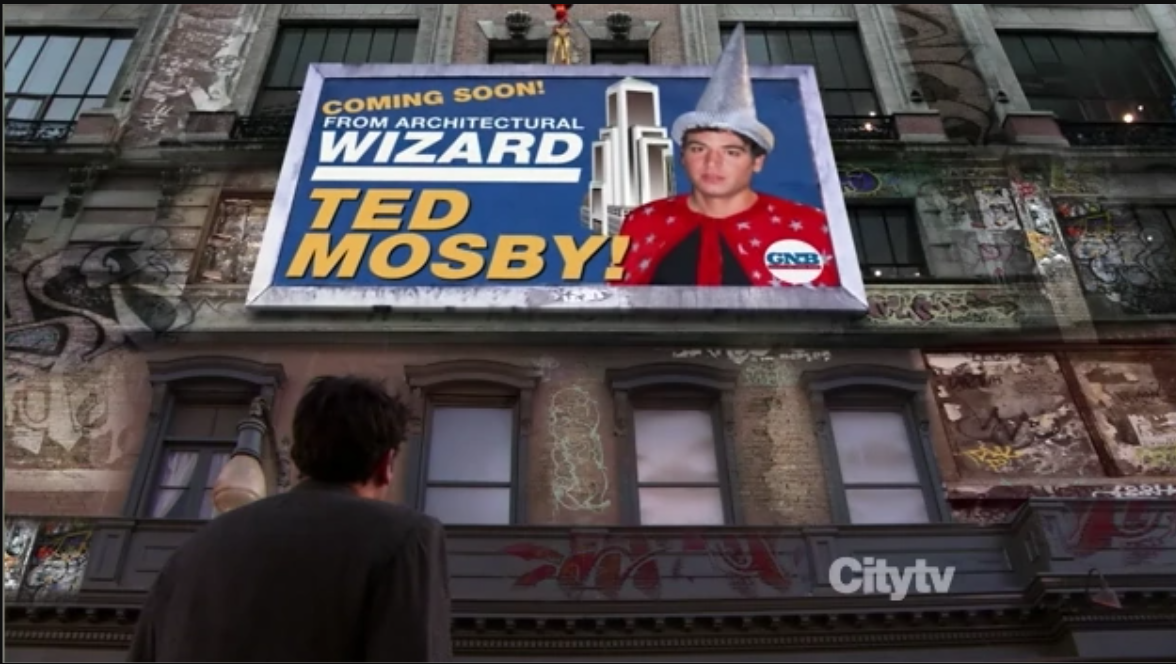 COMING SOON!
FROM ARCHITECTURAL
WIZARD
TED
MOSBY!
GNB
Citytv